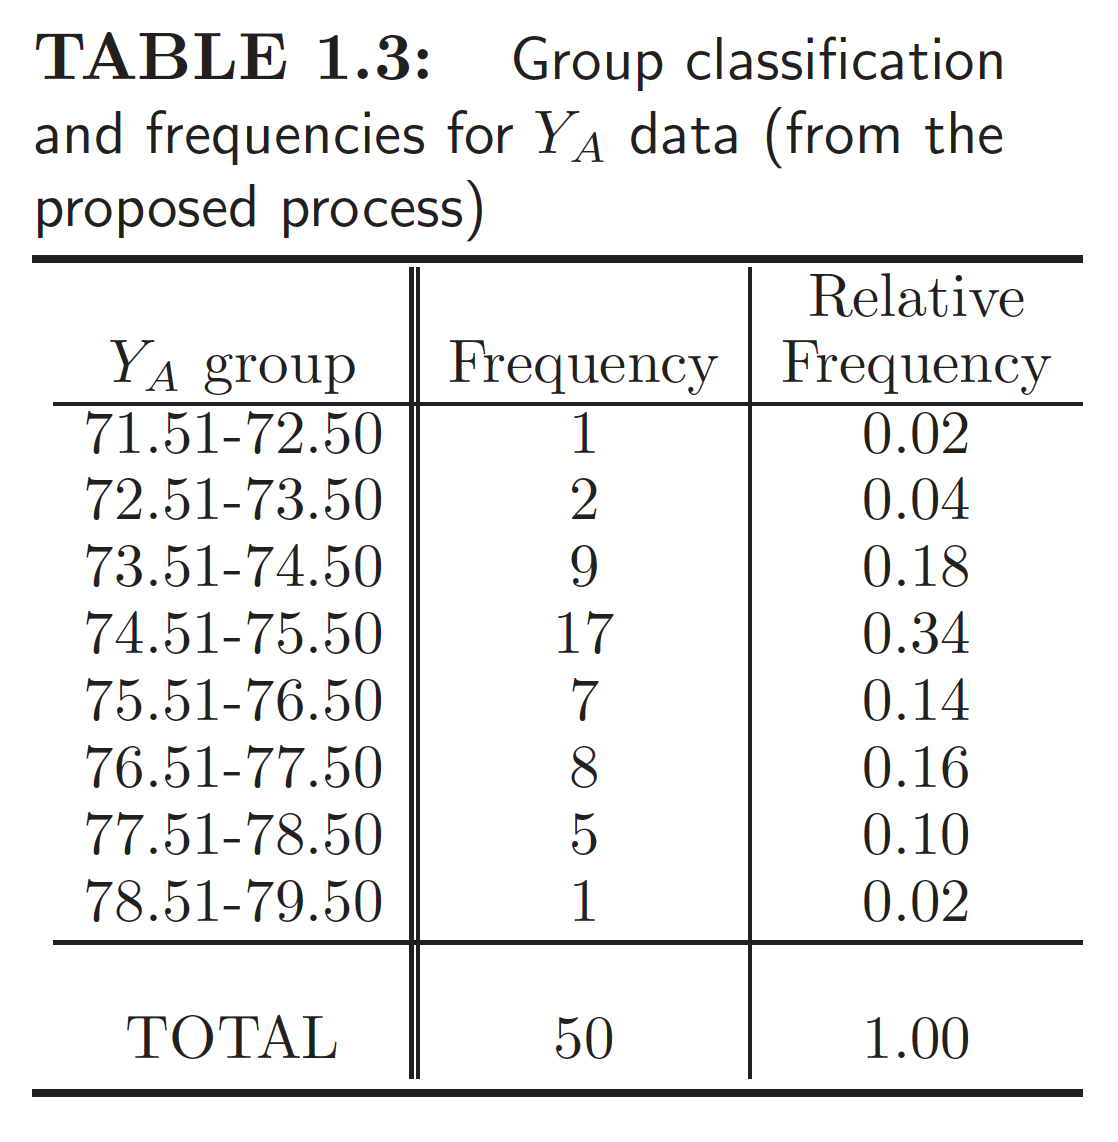 TABLE 1.3: Group classification
and frequencies for Y_A data (from the
proposed process)
Relative
Y_A group Frequency Frequency
71.51-72.50 1 0.02
72.51-73.50 2 0.04
73.51-74.50 9 0.18
74.51-75.50 17 0.34
75.51-76.50 7 0.14
76.51-77.50 8 0.16
77.51-78.50 5 0.10
78.51-79.50 1 0.02
TOTAL 50 1.00